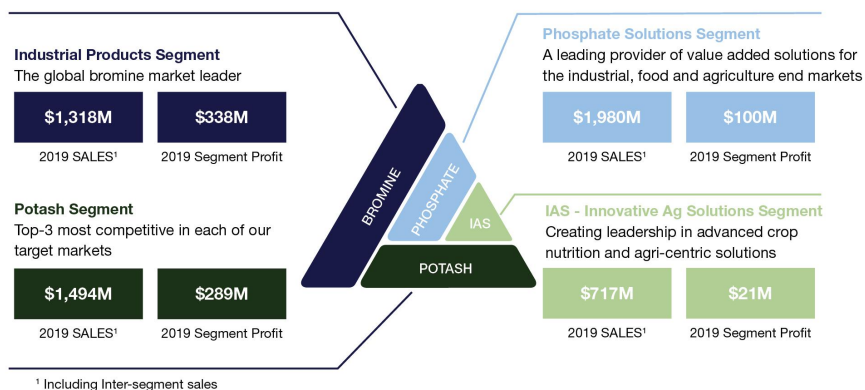 Industrial Products Segment
The global bromine market leader
$1,318M
$338M
2019 SALES¹
2019 Segment Profit
Potash Segment
Top-3 most competitive in each of our
target markets
$1,494M
$289M
2019 SALES¹
2019 Segment Profit
BROMINE
PHOSPHATE
IAS
POTASH
Phosphate Solutions Segment
A leading provider of value added solutions for
the industrial, food and agriculture end markets
$1,980M
$100M
2019 SALES¹
2019 Segment Profit
IAS - Innovative Ag Solutions Segment
Creating leadership in advanced crop
nutrition and agri-centric solutions
$717M
$21M
2019 SALES¹
2019 Segment Profit
¹ Including Inter-segment sales